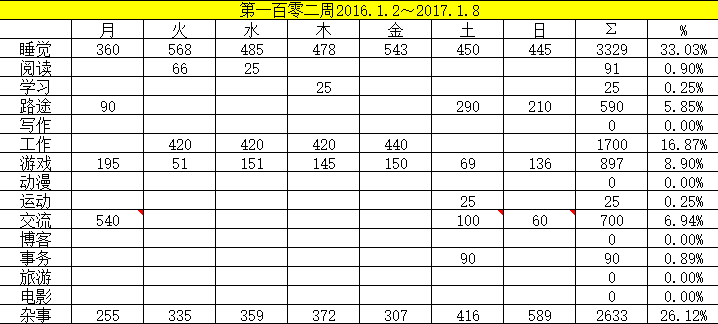 第一百零二周2016.1.2～2017.1.8
月 火 水 木 金 土 日 Σ %
睡觉 360 568 485 478 543 450 445 3329 33.03%
阅读 66 25 91 0.90%
学习 25 25 0.25%
路途 90 290 210 590 5.85%
写作 0 0.00%
工作 420 420 420 440 1700 16.87%
游戏 195 51 151 145 150 69 136 897 8.90%
动漫 0 0.00%
运动 25 25 0.25%
交流 540 100 60 700 6.94%
博客 0 0.00%
事务 90 90 0.89%
旅游 0 0.00%
电影 0 0.00%
杂事 255 335 359 372 307 416 589 2633 26.12%